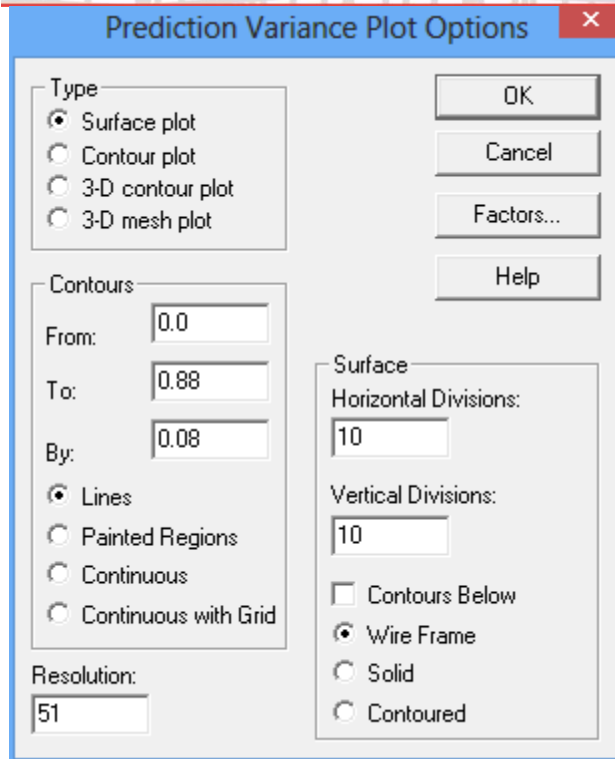 Prediction Variance Plot Options
Type
Surface plot
Contour plot
3-D contour plot
3-D mesh plot
OK
Cancel
Factors...
Help
Contours
From:
0.0
To:
0.88
By:
0.08
Lines
Painted Regions
Continuous
Continuous with Grid
Resolution:
51
Surface
Horizontal Divisions:
10
Vertical Divisions:
10
Contours Below
Wire Frame
Solid
Contoured